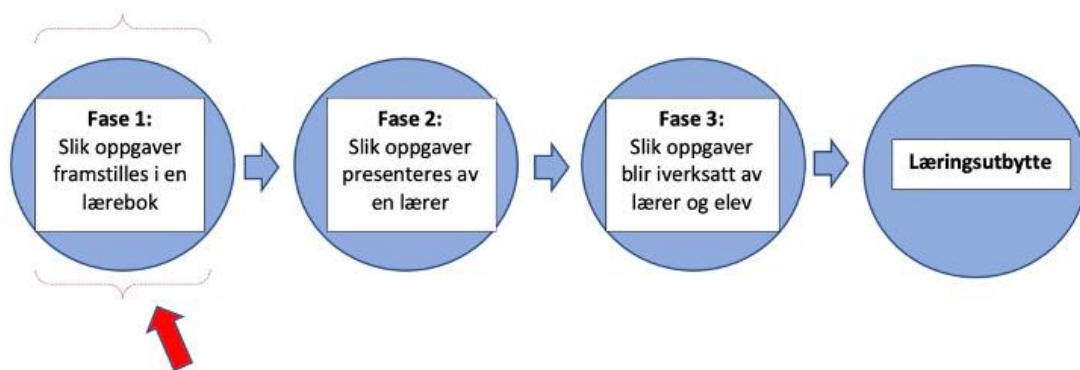 Fase 1:
Slik oppgaver
framstilles i en
lærebok
Fase 2:
Slik oppgaver
presenteres av
en lærer
Fase 3:
Slik oppgaver
blir iverksatt av
lærer og elev
Læringsutbytte